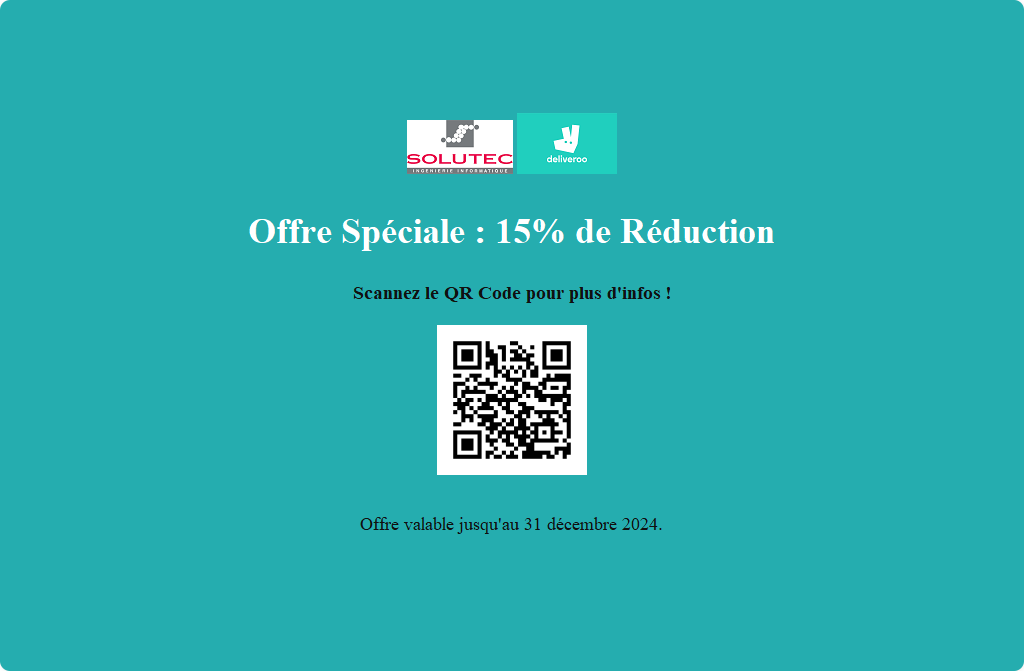 SOLUTEC
INGÉNIERIE INFORMATIQUE
deliveroo
Offre Spéciale : 15% de Réduction
Scannez le QR Code pour plus d'infos !
Offre valable jusqu'au 31 décembre 2024.